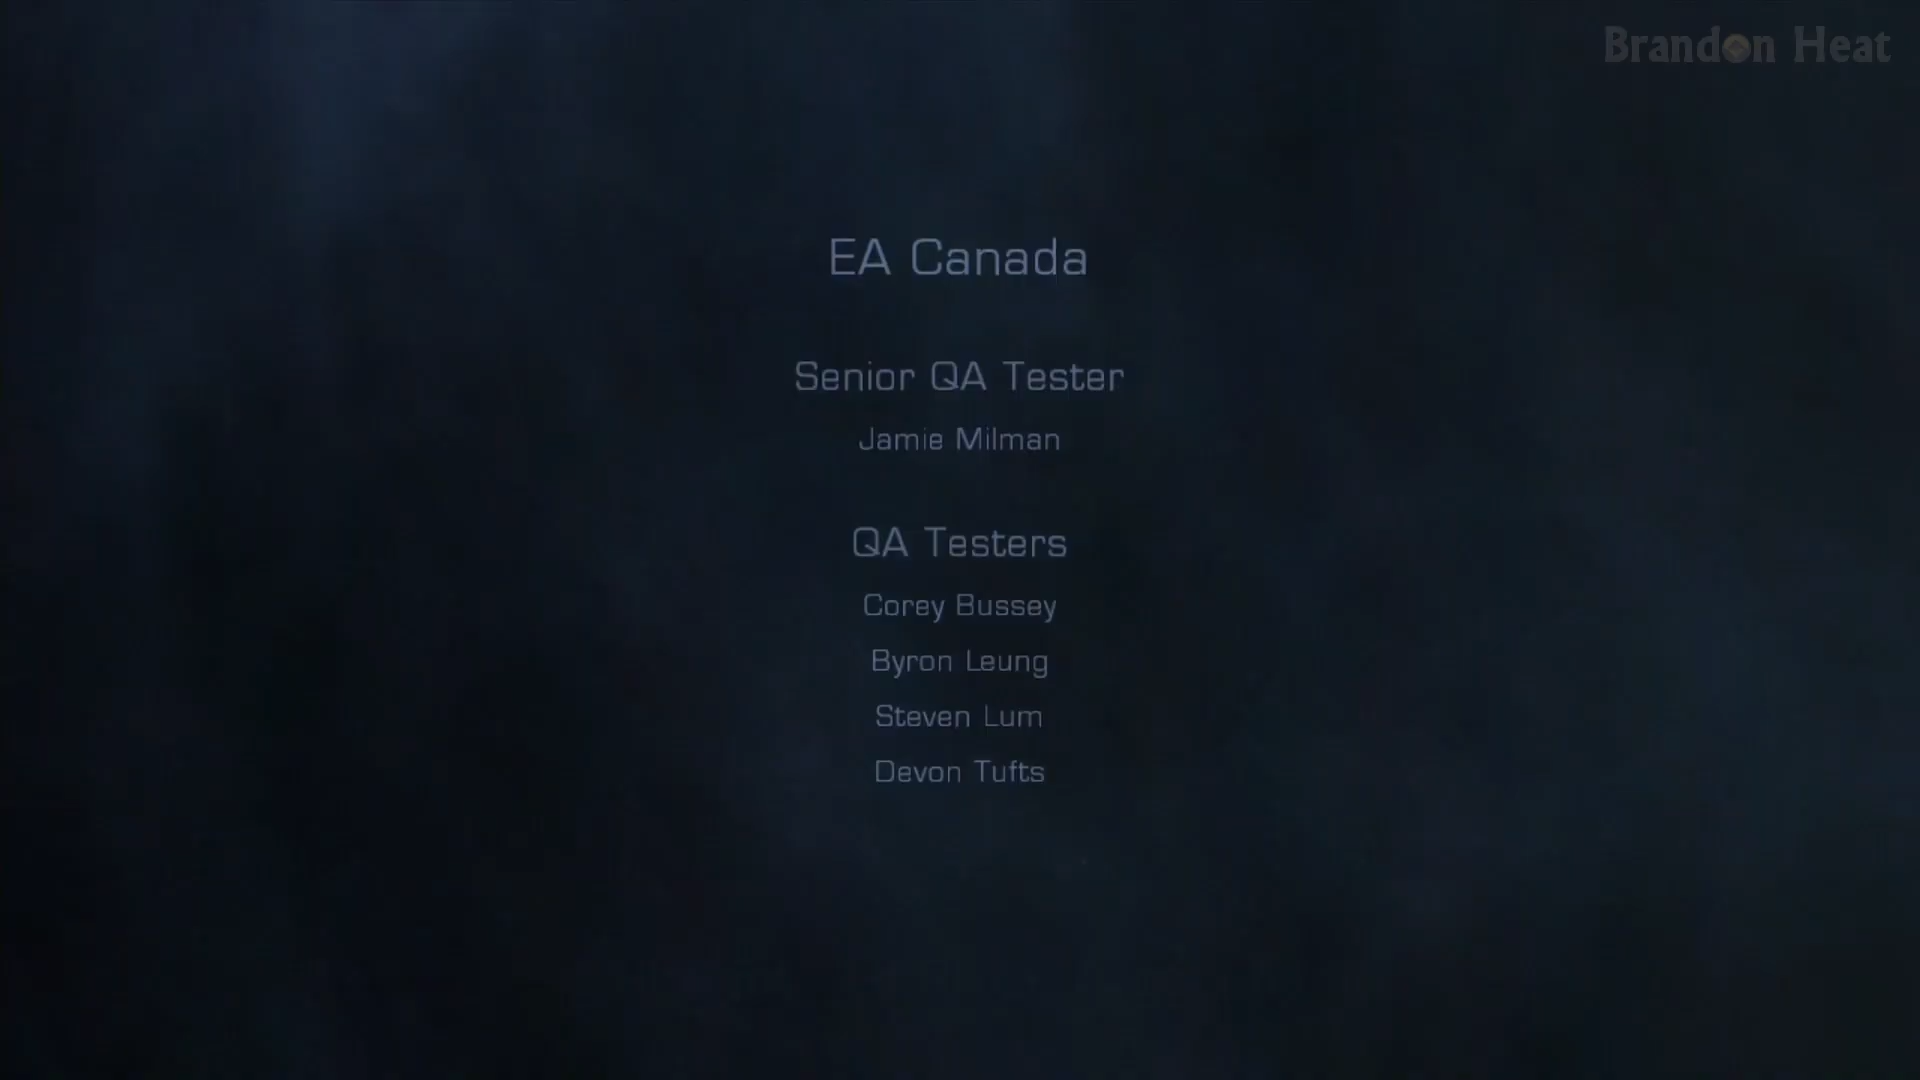 Brandon Heat
EA Canada
Senior QA Tester
Jamie Milman
QA Testers
Corey Bussey
Byron Leung
Steven Lum
Devon Tufts